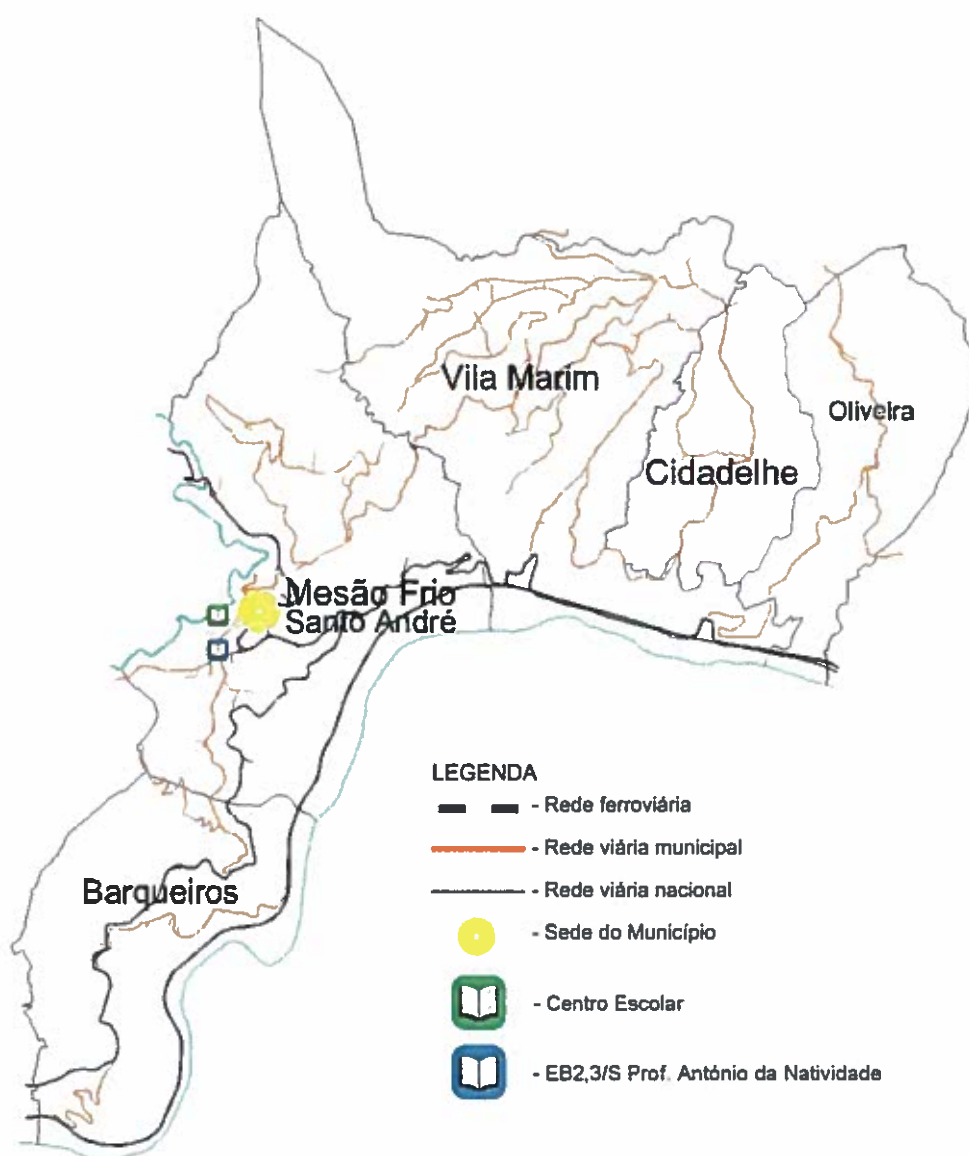 Vila Marim
Oliveira
Cidadelhe
Mesão Frio
Santo André
LEGENDA
- Rede ferroviária
- Rede viária municipal
- Rede viária nacional
Barqueiros
- Sede do Município
- Centro Escolar
- EB2,3/S Prof. António da Natividade